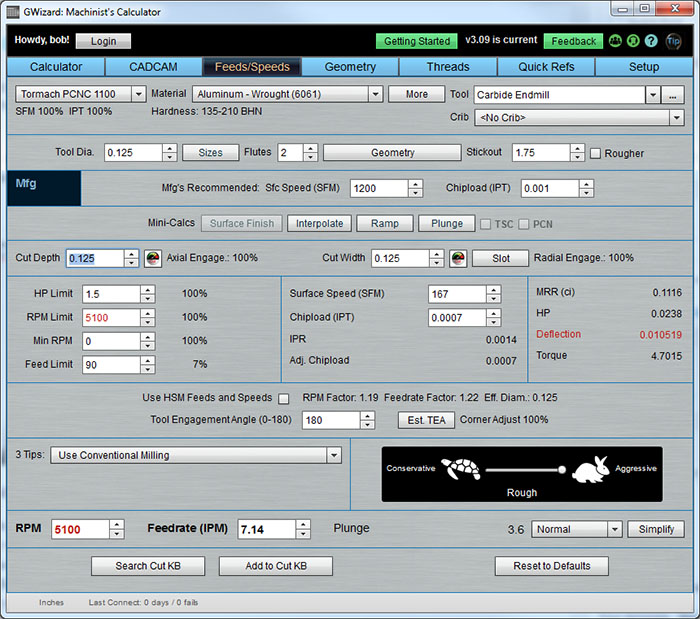 GWizard: Machinist's Calculator
Howdy, bob! Login Getting Started v3.09 is current Feedback ? Tip
Calculator CADCAM Feeds/Speeds Geometry Threads Quick Refs Setup
Tormach PCNC 1100 Material Aluminum - Wrought (6061) More Tool Carbide Endmill ...
SFM 100% IPT 100% Hardness: 135-210 BHN Crib <No Crib>
Tool Dia. 0.125 Sizes Flutes 2 Geometry Stickout 1.75 Rougher
Mfg Mfg's Recommended: Sfc Speed (SFM) 1200 Chipload (IPT) 0.001
Mini-Calcs Surface Finish Interpolate Ramp Plunge TSC PCN
Cut Depth 0.125 Axial Engage.: 100% Cut Width 0.125 Slot Radial Engage.: 100%
HP Limit 1.5 100% Surface Speed (SFM) 167 MRR (ci) 0.1116
RPM Limit 5100 100% Chipload (IPT) 0.0007 HP 0.0238
Min RPM 0 100% IPR 0.0014 Deflection 0.010519
Feed Limit 90 7% Adj. Chipload 0.0007 Torque 4.7015
Use HSM Feeds and Speeds RPM Factor: 1.19 Feedrate Factor: 1.22 Eff. Diam.: 0.125
Tool Engagement Angle (0-180) 180 Est. TEA Corner Adjust 100%
3 Tips: Use Conventional Milling Conservative Aggressive
Rough
RPM 5100 Feedrate (IPM) 7.14 Plunge 3.6 Normal Simplify
Search Cut KB Add to Cut KB Reset to Defaults
Inches Last Connect: 0 days / 0 fails